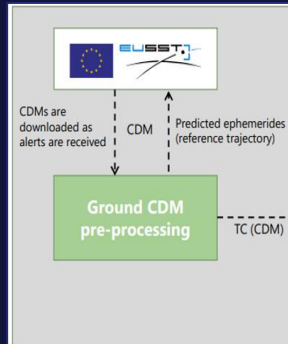 EUSST
CDMs are
downloaded as
alerts are received
CDM
Predicted ephemerides
(reference trajectory)
Ground CDM
pre-processing
TC (CDM)